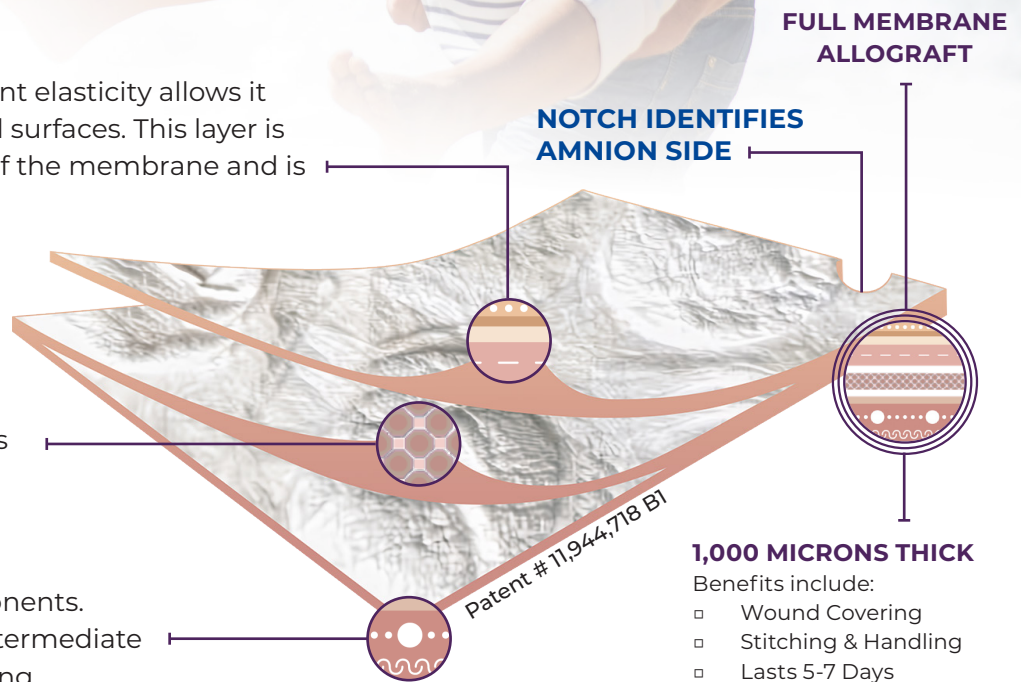 FULL MEMBRANE
ALLOGRAFT
nt elasticity allows it
surfaces. This layer is
f the membrane and is
NOTCH IDENTIFIES
AMNION SIDE
s
Patent # 11,944,718 B1
onents.
termediate
ng
1,000 MICRONS THICK
Benefits include:
▫ Wound Covering
▫ Stitching & Handling
▫ Lasts 5-7 Days